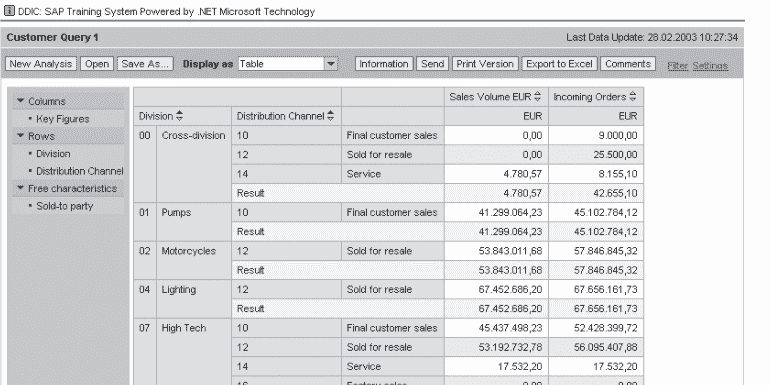 DDIC: SAP Training System Powered by .NET Microsoft Technology
Customer Query 1 Last Data Update: 28.02.2003 10:27:34
New Analysis Open Save As... Display as Table Information Send Print Version Export to Excel Comments Filter Settings
Columns
Key Figures
Rows
Division
Distribution Channel
Free characteristics
Sold-to party
Sales Volume EUR Incoming Orders
Division Distribution Channel EUR EUR
00 Cross-division 10 Final customer sales 0,00 9.000,00
12 Sold for resale 0,00 25.500,00
14 Service 4.780,57 8.155,10
Result 4.780,57 42.655,10
01 Pumps 10 Final customer sales 41.299.064,23 45.102.784,12
Result 41.299.064,23 45.102.784,12
02 Motorcycles 12 Sold for resale 53.843.011,68 57.846.845,32
Result 53.843.011,68 57.846.845,32
04 Lighting 12 Sold for resale 67.452.686,20 67.656.161,73
Result 67.452.686,20 67.656.161,73
07 High Tech 10 Final customer sales 45.437.498,23 52.428.399,72
12 Sold for resale 53.192.732,78 56.095.407,88
14 Service 17.532,20 17.532,20